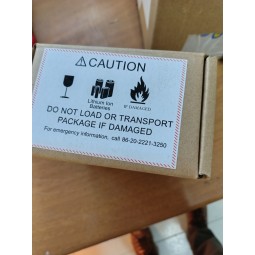 CAUTION
Lithium Ion
Batteries
IF DAMAGED
DO NOT LOAD OR TRANSPORT
PACKAGE IF DAMAGED
For emergency information, call 86-20-2221-3250